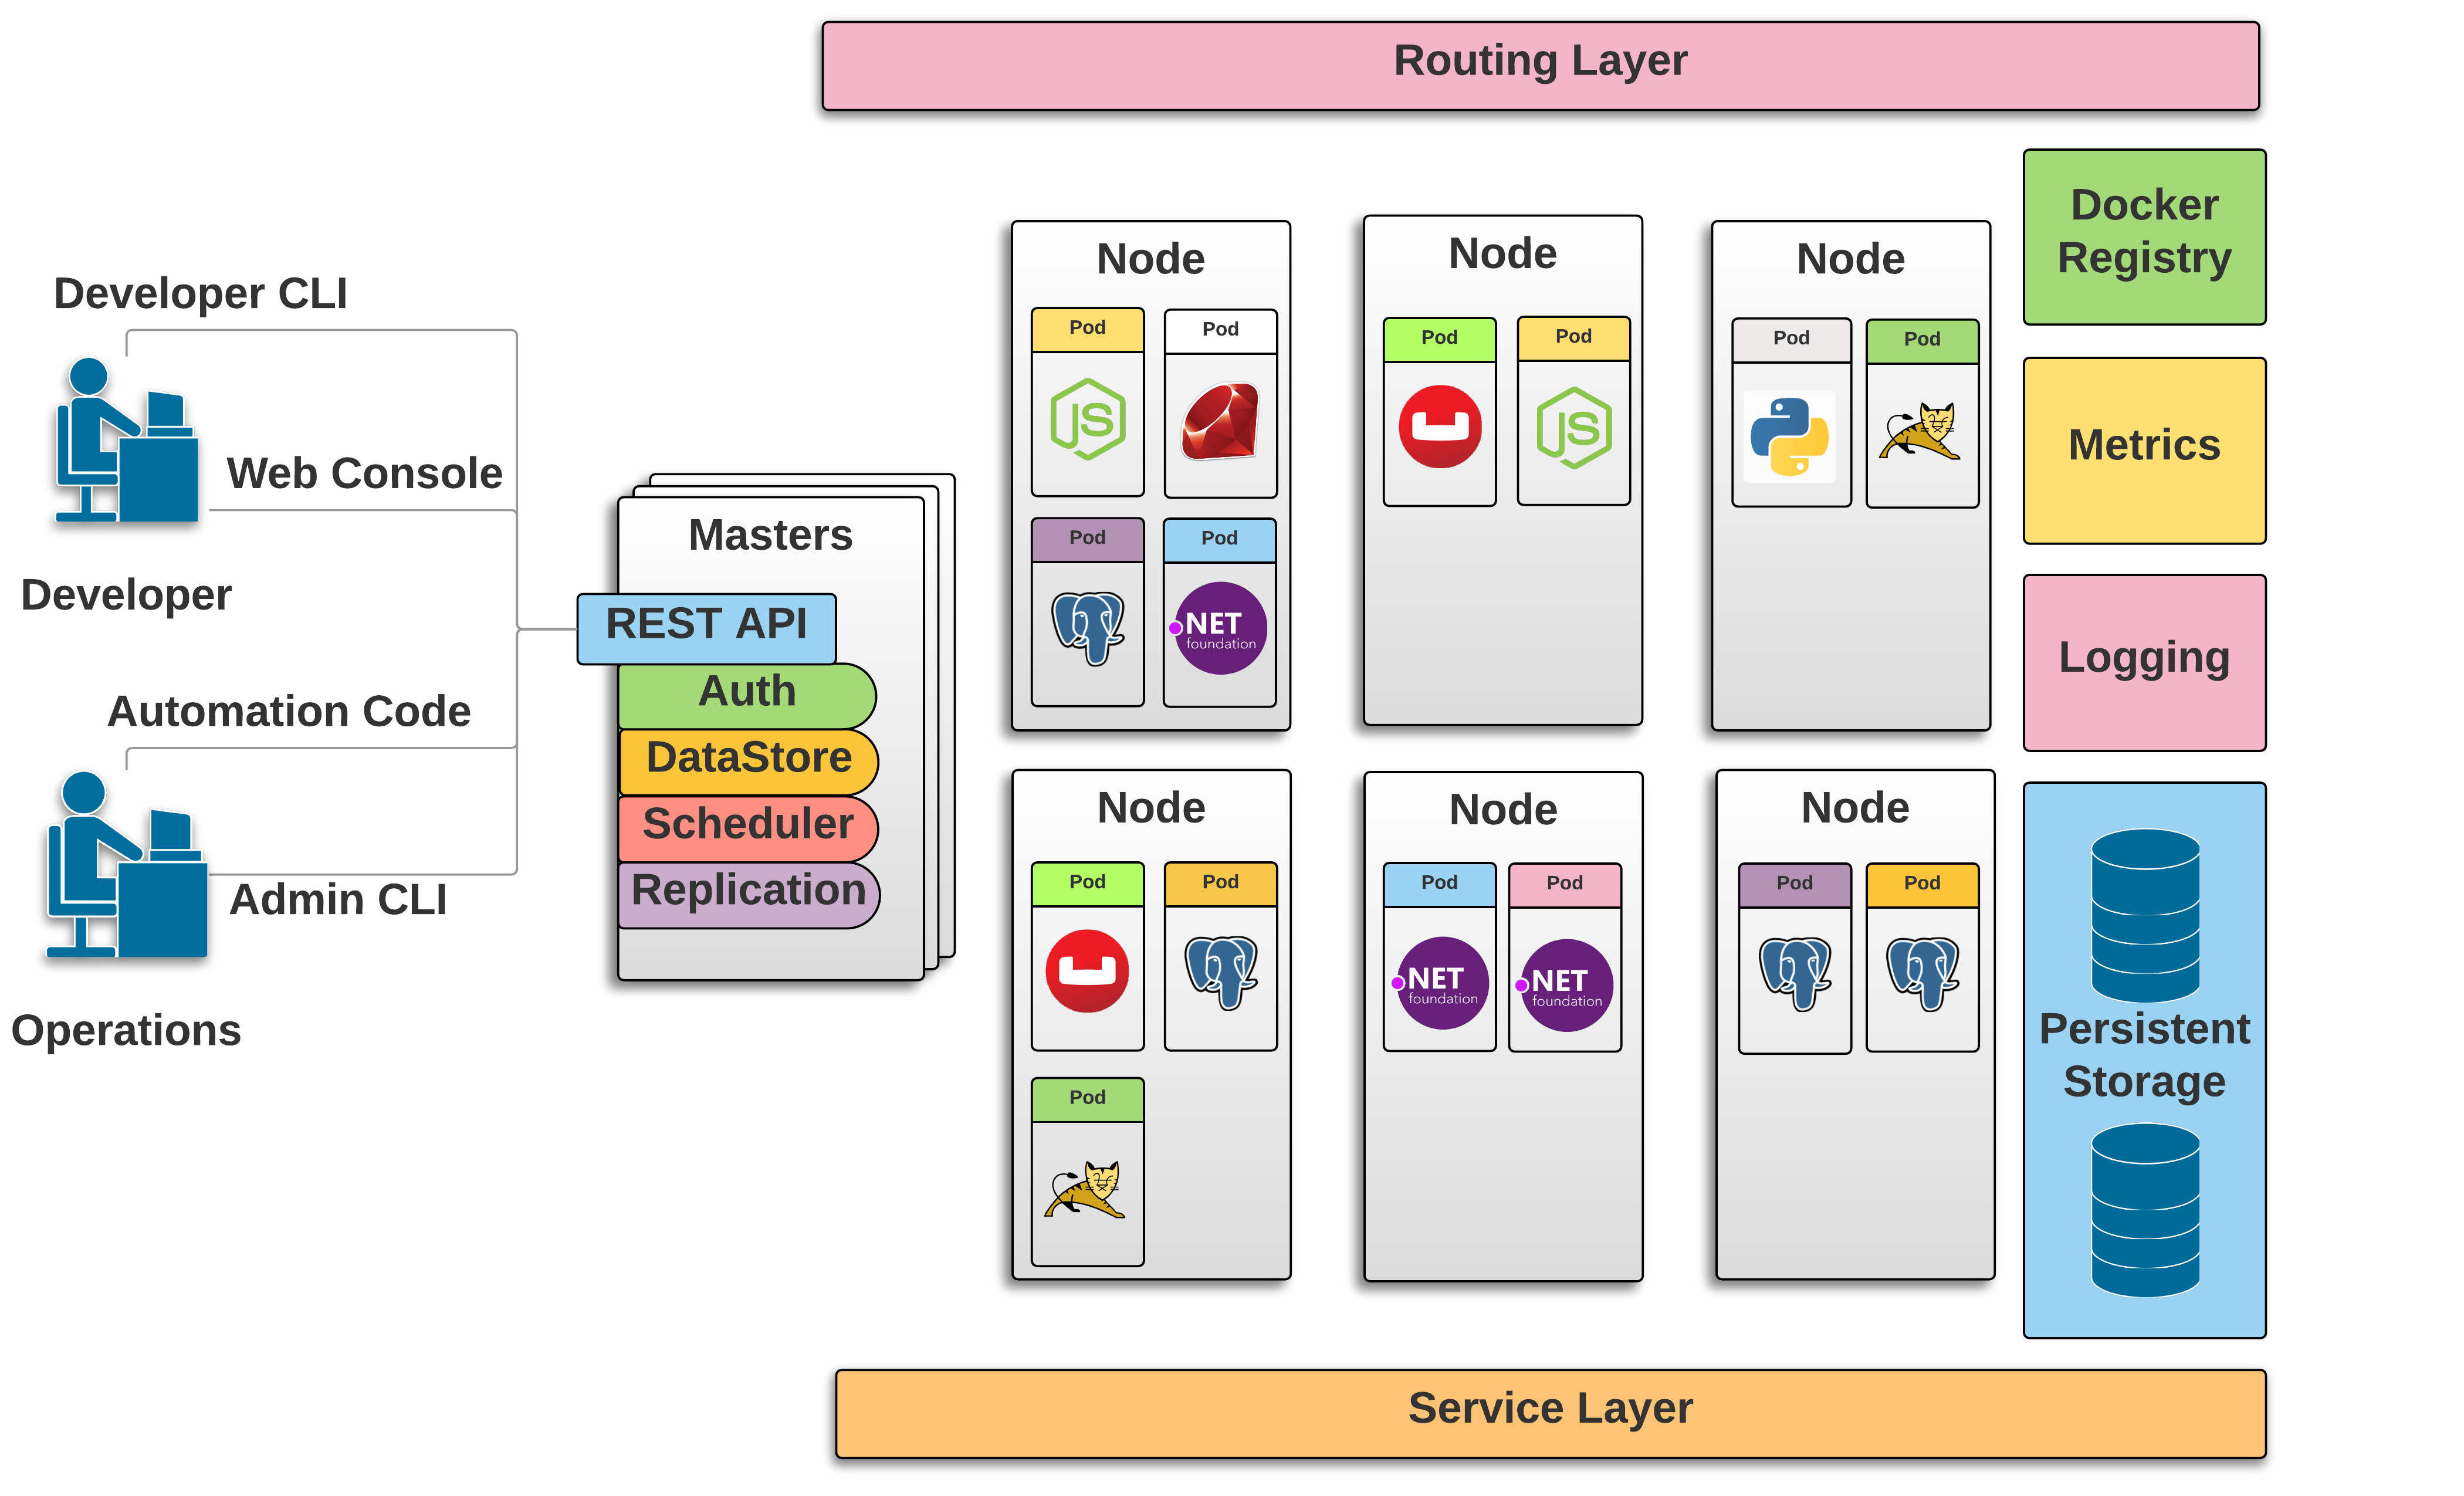 Routing Layer
Docker
Registry
Metrics
Logging
Persistent
Storage
Developer CLI
Web Console
Developer
Automation Code
Admin CLI
Operations
Masters
REST API
Auth
DataStore
Scheduler
Replication
Node
Pod
JS
Pod
Pod
Pod
NET
foundation
Node
Pod
Pod
JS
Node
Pod
Pod
Node
Pod
Pod
Pod
Node
Pod
NET
foundation
Pod
NET
foundation
Node
Pod
Pod
Service Layer